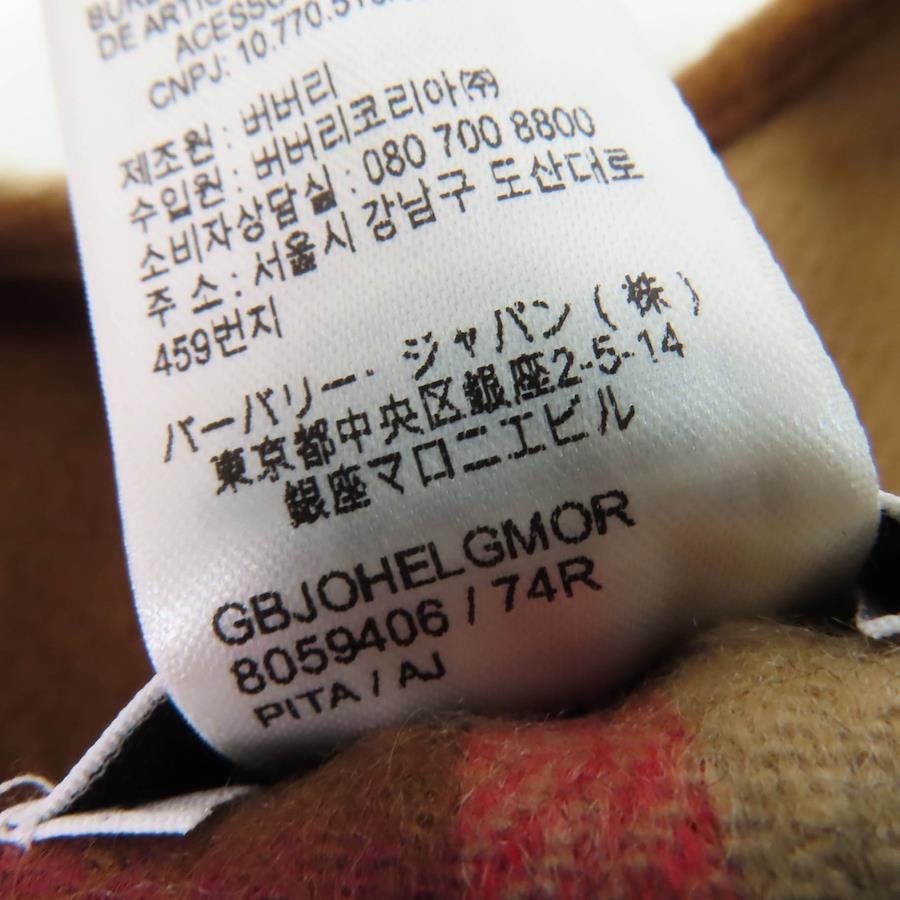 DE ARTI
ACESSO
CNPJ: 10.770.5
제조원 : 버버리
수입원 : 버버리코리아(주)
소비자상담실 : 080 700 8800
주 소 : 서울시 강남구 도산대로
459번지
バーバリー・ジャパン(株)
東京都中央区銀座2-5-14
銀座マロニエビル
GBJOHELGMOR
8059406 / 74R
PITA / AJ